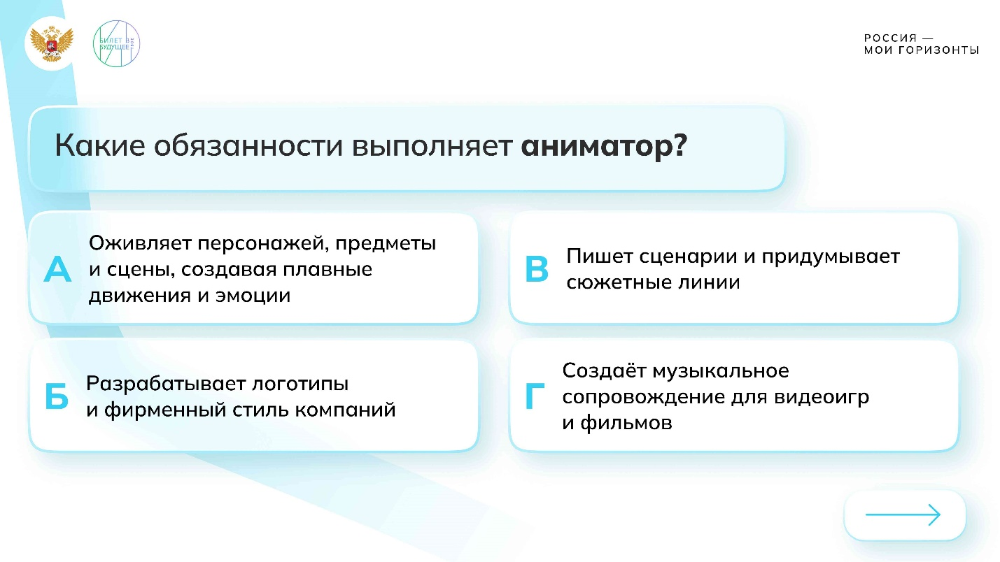 БИЛЕТ В
БУДУЩЕЕ
ТВОЁ
РОССИЯ —
МОИ ГОРИЗОНТЫ
Какие обязанности выполняет аниматор?
А
Оживляет персонажей, предметы
и сцены, создавая плавные
движения и эмоции
Б
Разрабатывает логотипы
и фирменный стиль компаний
В
Пишет сценарии и придумывает
сюжетные линии
Г
Создаёт музыкальное
сопровождение для видеоигр
и фильмов